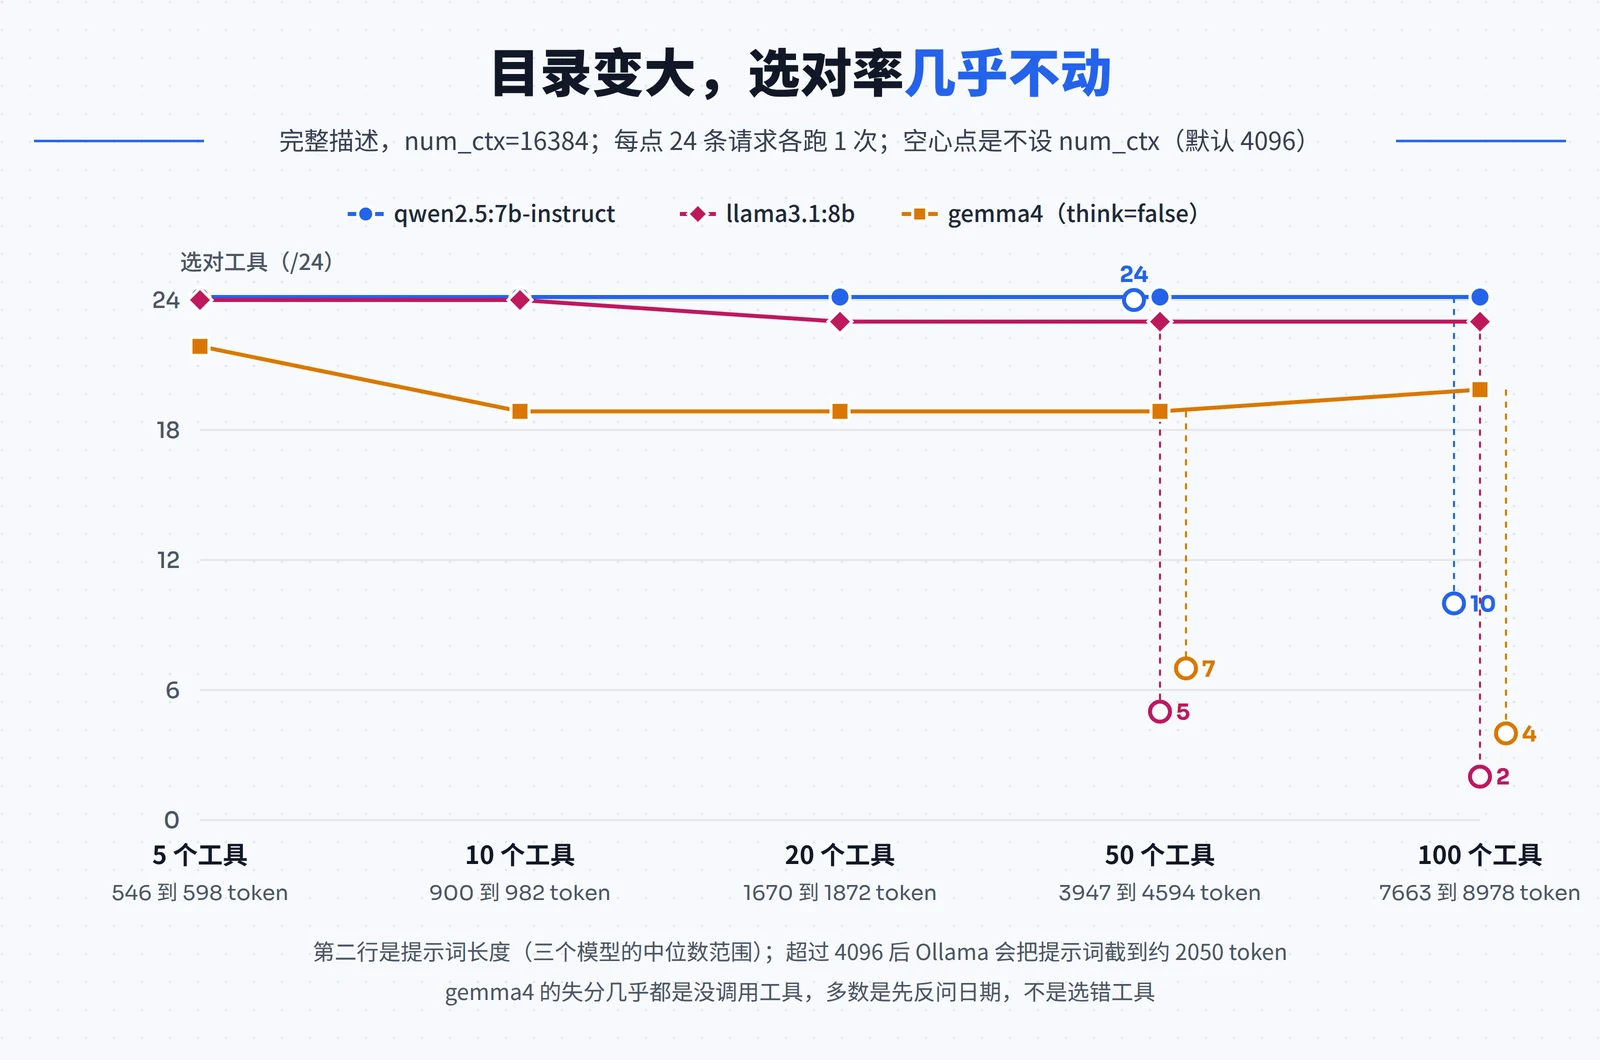 目录变大，选对率几乎不动
完整描述，num_ctx=16384；每点 24 条请求各跑 1 次；空心点是不设 num_ctx（默认 4096）
qwen2.5:7b-instruct
llama3.1:8b
gemma4（think=false）
选对工具（/24）
24
24
18
12
10
7
6
5
4
2
0
5 个工具
10 个工具
20 个工具
50 个工具
100 个工具
546 到 598 token
900 到 982 token
1670 到 1872 token
3947 到 4594 token
7663 到 8978 token
第二行是提示词长度（三个模型的中位数范围）；超过 4096 后 Ollama 会把提示词截到约 2050 token
gemma4 的失分几乎都是没调用工具，多数是先反问日期，不是选错工具